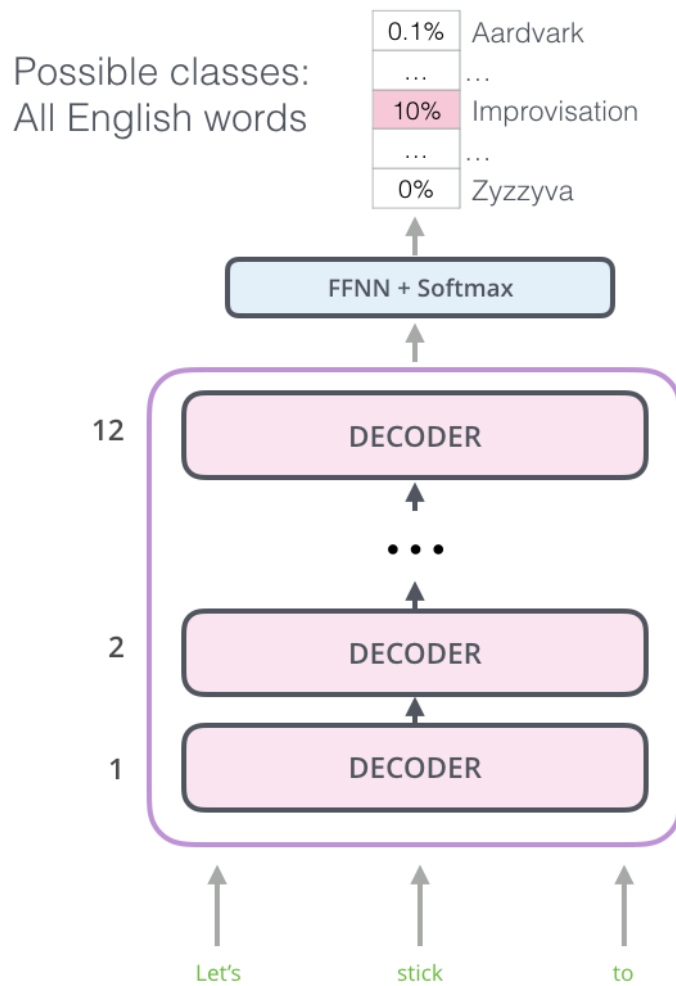 Possible classes:
All English words
0.1% Aardvark
... ...
10% Improvisation
... ...
0% Zyzzyva
FFNN + Softmax
12 DECODER
...
2 DECODER
1 DECODER
Let's stick to